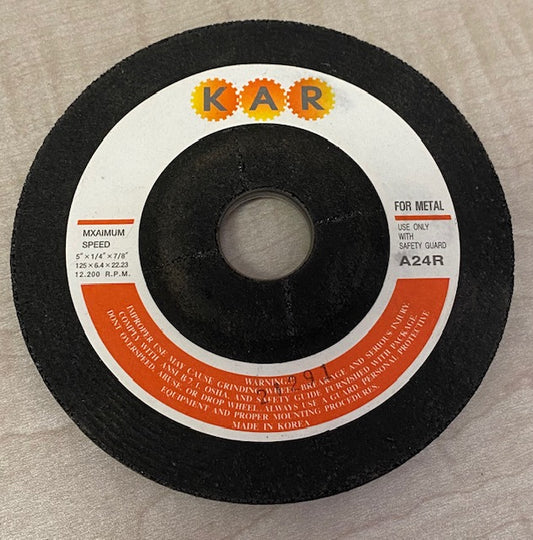 KAR
MXAIMUM
SPEED
5" × 1/4" × 7/8"
125 × 6.4 × 22.23
12.200 R.P.M.
FOR METAL
USE ONLY
WITH
SAFETY GUARD
A24R
WARNING:
IMPROPER USE MAY CAUSE GRINDING WHEEL BREAKAGE AND SERIOUS INJURY.
COMPLY WITH ANSI B7.1 OSHA, AND SAFETY GUIDE FURNISHED WITH PACKAGE.
DONT OVERSPEED, ABUSE OR DROP WHEEL. ALWAYS USE A GUARD PERSONAL PROTECTIVE
EQUIPMENT AND PROPER MOUNTING PROCEDURES.
MADE IN KOREA